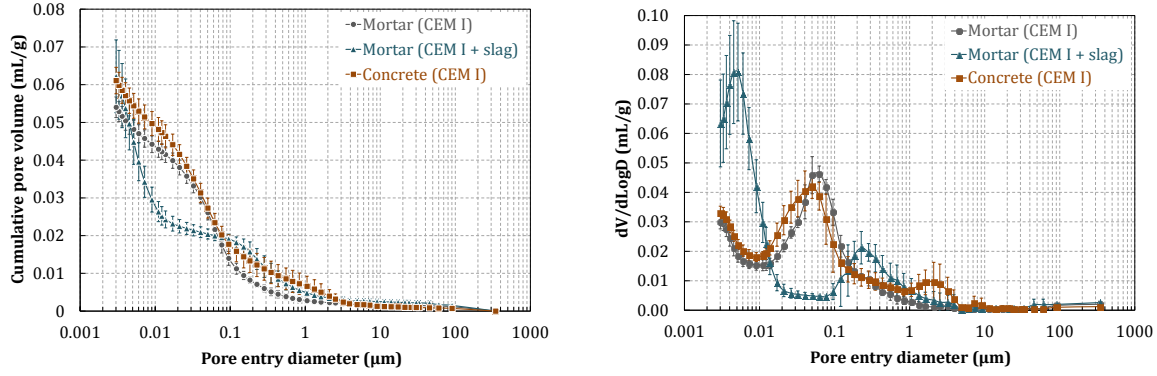 Cumulative pore volume (mL/g)
0.08
0.07
0.06
0.05
0.04
0.03
0.02
0.01
0
Mortar (CEM I)
Mortar (CEM I + slag)
Concrete (CEM I)
0.001 0.01 0.1 1 10 100 1000
Pore entry diameter (μm)
dV/dLogD (mL/g)
0.10
0.09
0.08
0.07
0.06
0.05
0.04
0.03
0.02
0.01
0.00
Mortar (CEM I)
Mortar (CEM I + slag)
Concrete (CEM I)
0.001 0.01 0.1 1 10 100 1000
Pore entry diameter (μm)